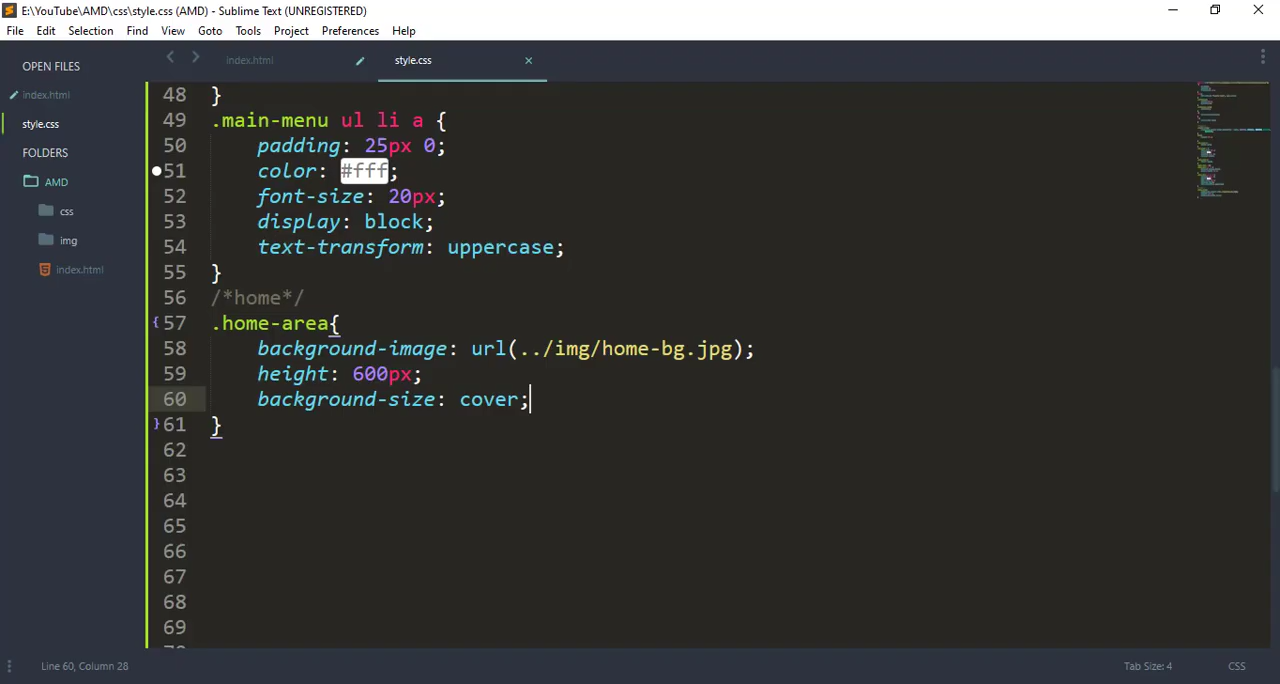 E:\YouTube\AMD\css\style.css (AMD) - Sublime Text (UNREGISTERED)
File Edit Selection Find View Goto Tools Project Preferences Help
OPEN FILES
index.html
style.css
FOLDERS
AMD
css
img
index.html
index.html style.css
48 }
49 .main-menu ul li a {
50 padding: 25px 0;
51 color: #fff;
52 font-size: 20px;
53 display: block;
54 text-transform: uppercase;
55 }
56 /*home*/
57 .home-area{
58 background-image: url(../img/home-bg.jpg);
59 height: 600px;
60 background-size: cover;
61 }
62
63
64
65
66
67
68
69
Line 60, Column 28 Tab Size: 4 CSS